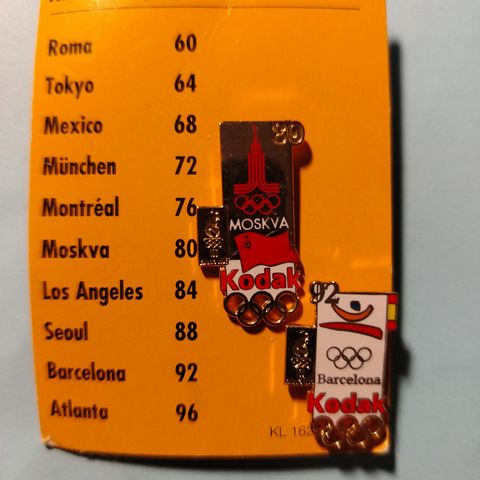 Roma 60
Tokyo 64
Mexico 68
München 72
Montréal 76
Moskva 80
Los Angeles 84
Seoul 88
Barcelona 92
Atlanta 96
80
MOSKVA
Kodak
92
Barcelona
Kodak
KL. 162